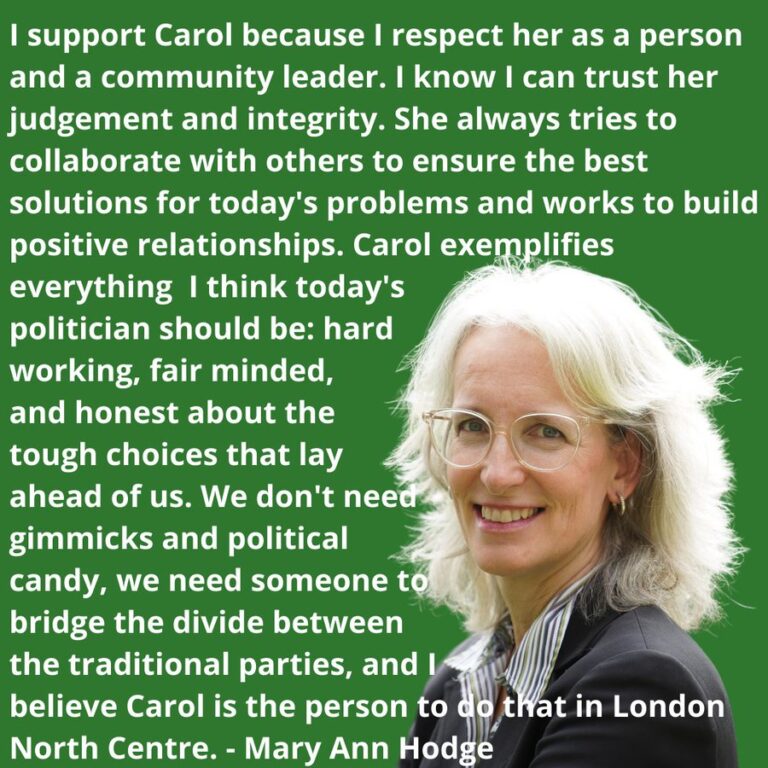 I support Carol because I respect her as a person
and a community leader. I know I can trust her
judgement and integrity. She always tries to
collaborate with others to ensure the best
solutions for today's problems and works to build
positive relationships. Carol exemplifies
everything  I think today's
politician should be: hard
working, fair minded,
and honest about the
tough choices that lay
ahead of us. We don't need
gimmicks and political
candy, we need someone to
bridge the divide between
the traditional parties, and I
believe Carol is the person to do that in London
North Centre. - Mary Ann Hodge